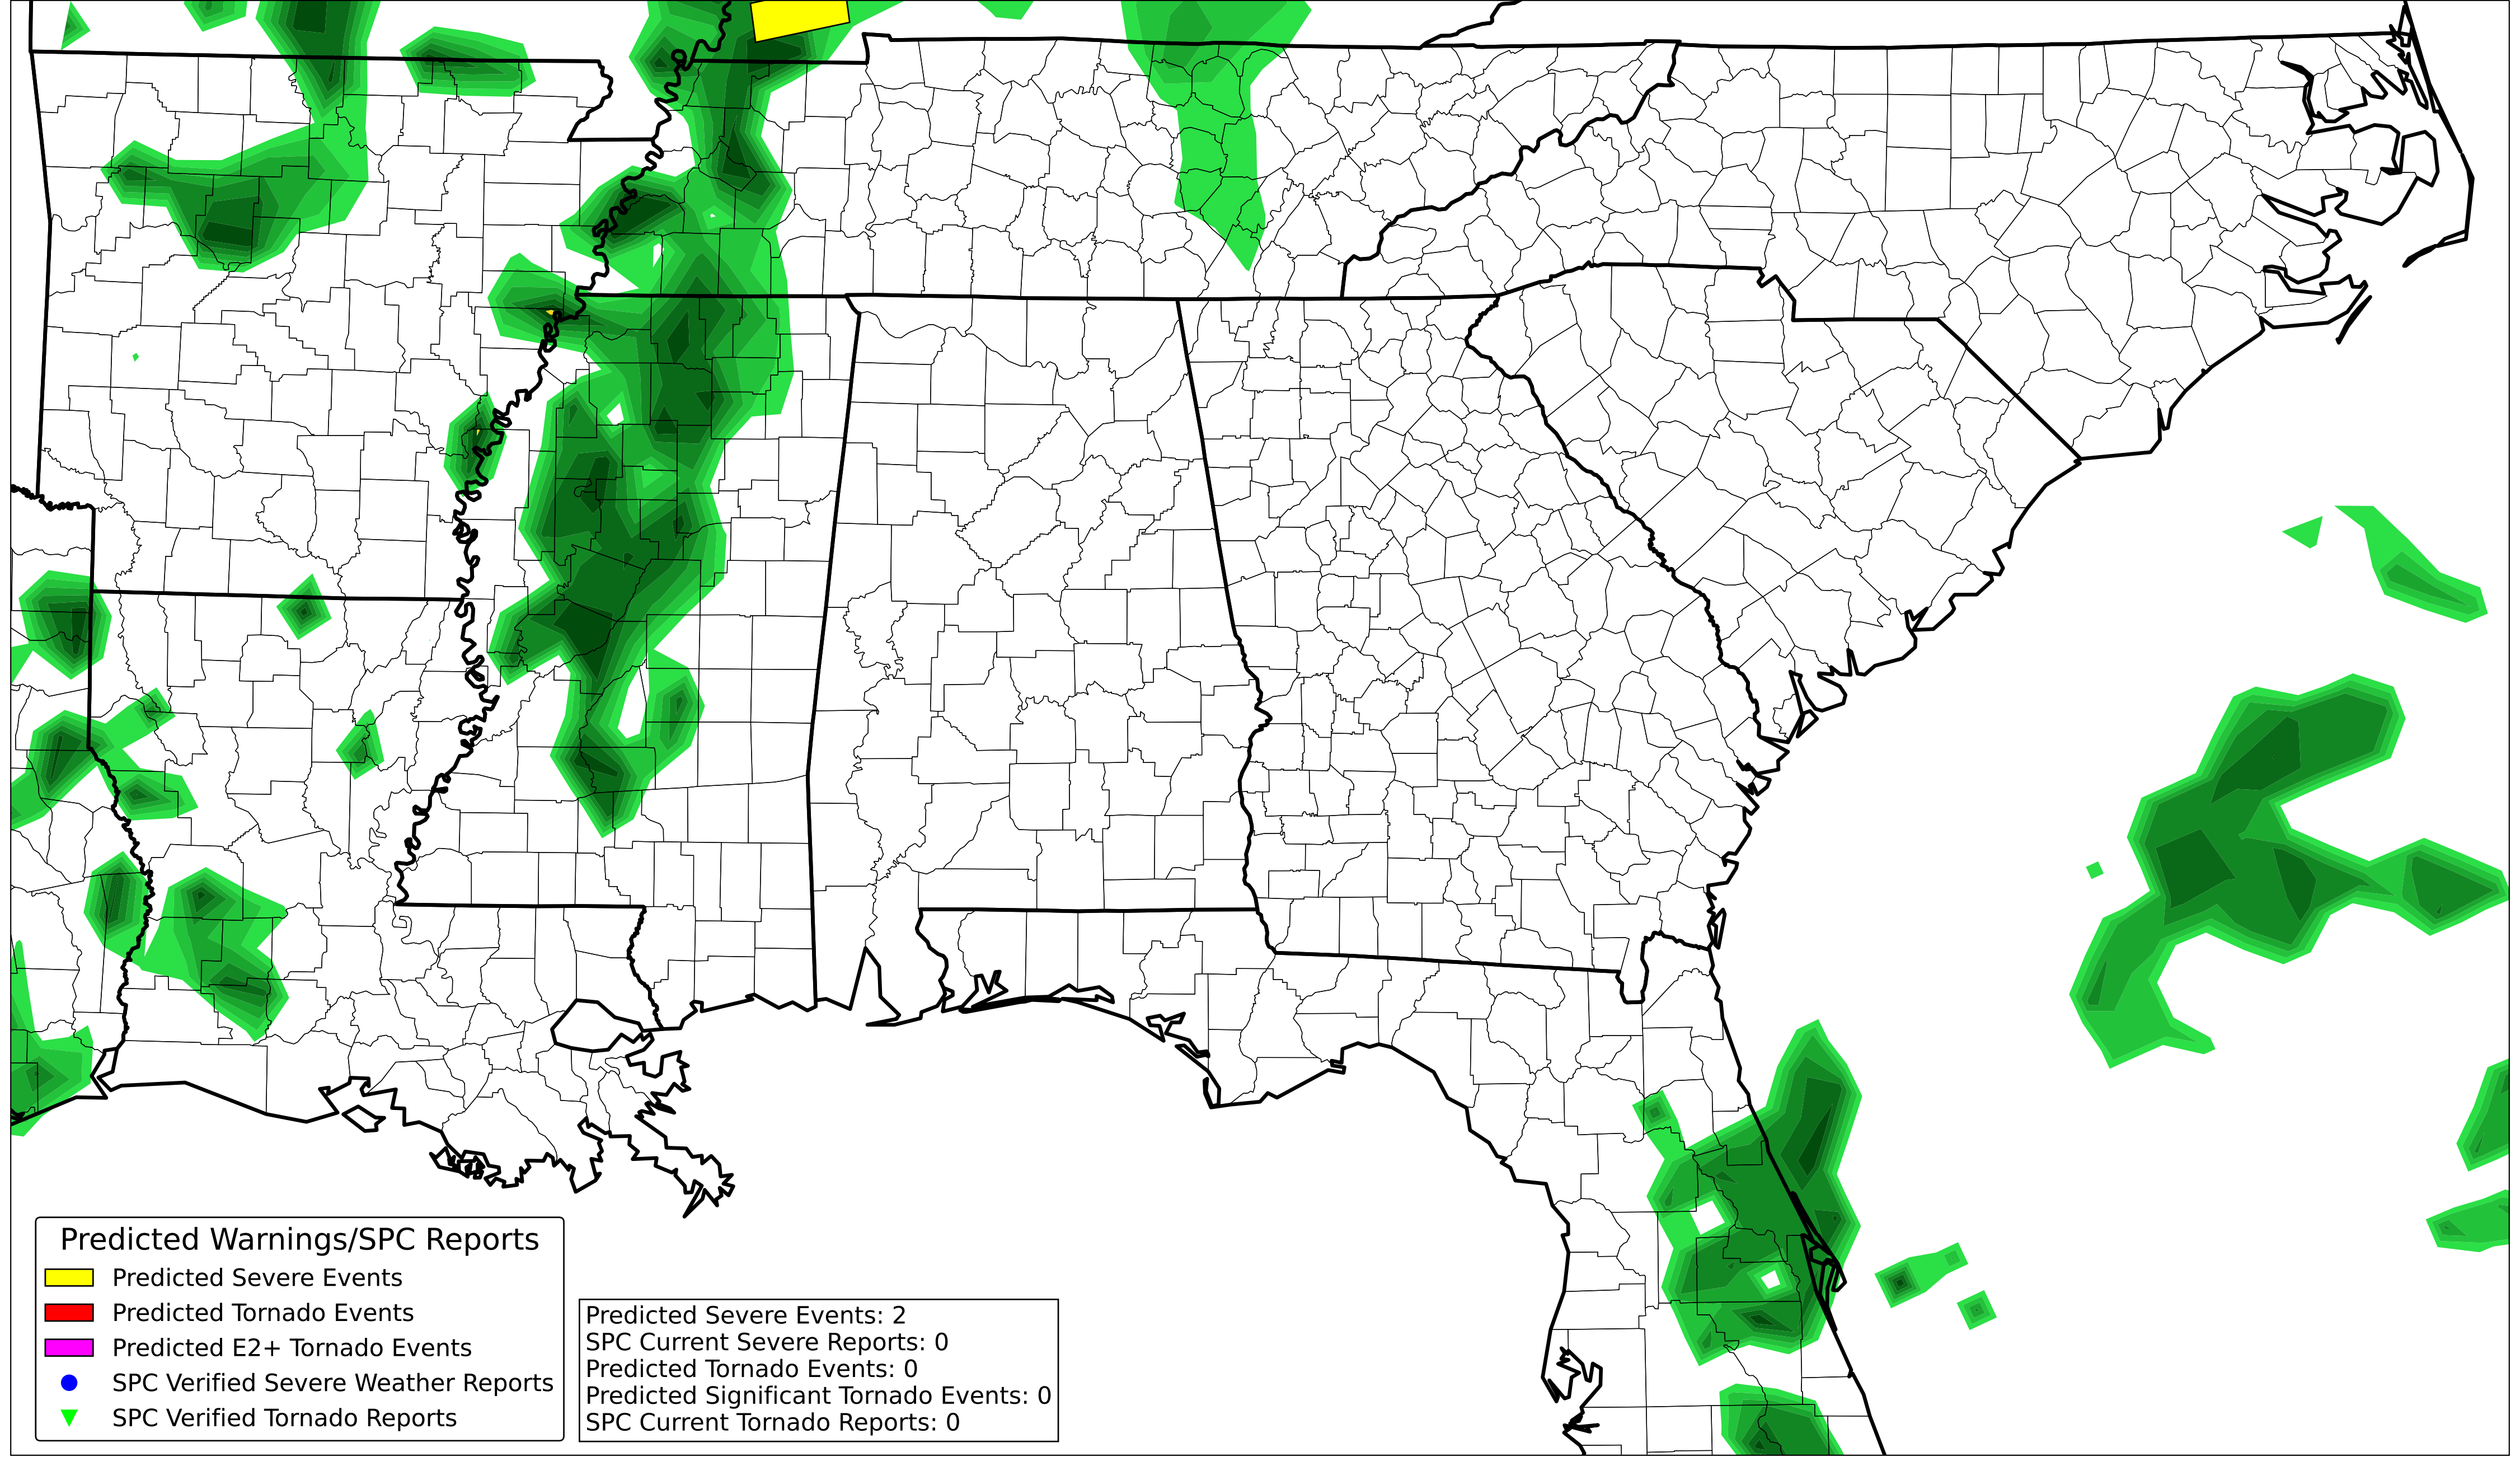 Predicted Warnings/SPC Reports
Predicted Severe Events
Predicted Tornado Events
Predicted E2+ Tornado Events
SPC Verified Severe Weather Reports
SPC Verified Tornado Reports
Predicted Severe Events: 2
SPC Current Severe Reports: 0
Predicted Tornado Events: 0
Predicted Significant Tornado Events: 0
SPC Current Tornado Reports: 0